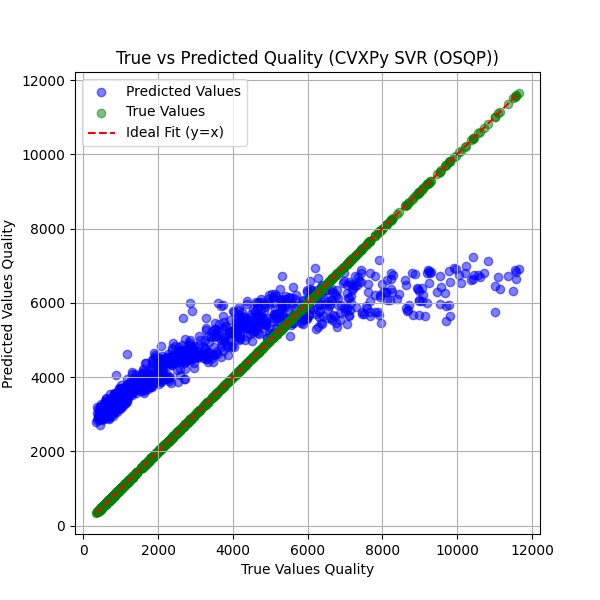 True vs Predicted Quality (CVXPy SVR (OSQP))
Predicted Values
True Values
Ideal Fit (y=x)
12000
10000
8000
6000
4000
2000
0
Predicted Values Quality
0 2000 4000 6000 8000 10000 12000
True Values Quality